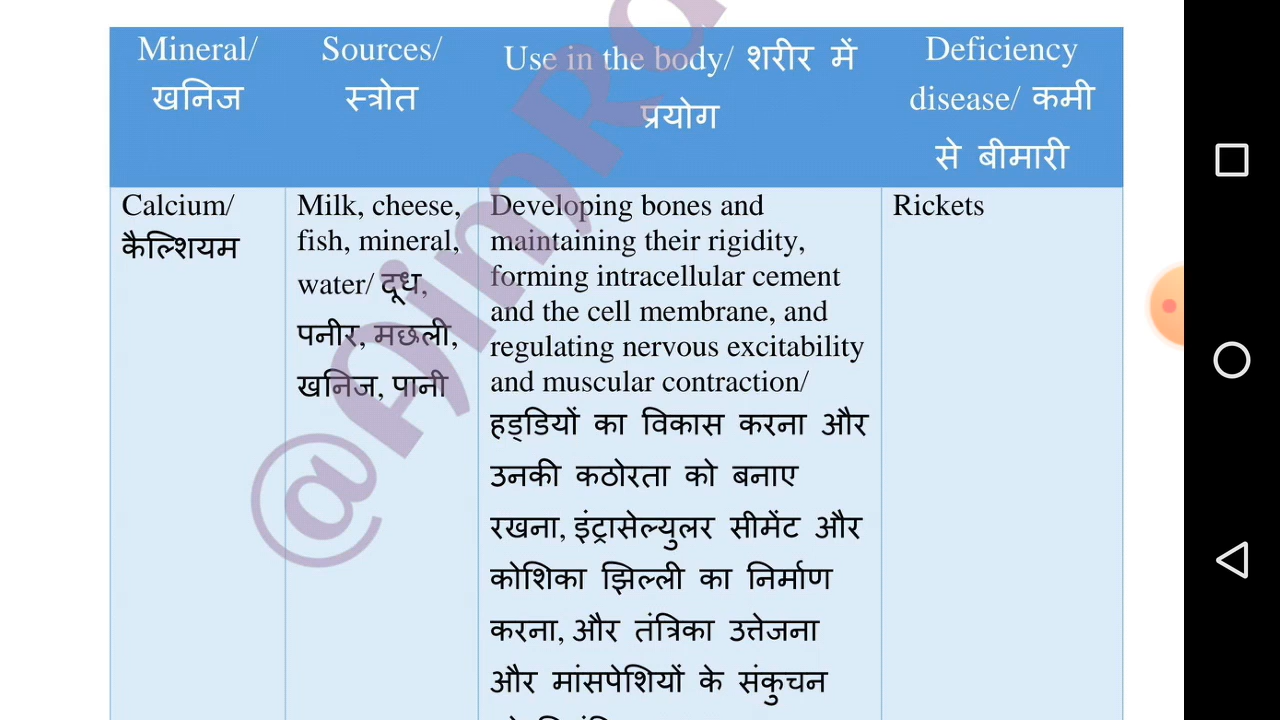 Mineral/
खनिज
Sources/
स्त्रोत
Use in the body/ शरीर में
प्रयोग
Deficiency
disease/ कमी
से बीमारी
Calcium/
कैल्शियम
Milk, cheese,
fish, mineral,
water/ दूध,
पनीर, मछली,
खनिज, पानी
Developing bones and
maintaining their rigidity,
forming intracellular cement
and the cell membrane, and
regulating nervous excitability
and muscular contraction/
हड्डियों का विकास करना और
उनकी कठोरता को बनाए
रखना, इंट्रासेल्युलर सीमेंट और
कोशिका झिल्ली का निर्माण
करना, और तंत्रिका उत्तेजना
और मांसपेशियों के संकुचन
Rickets